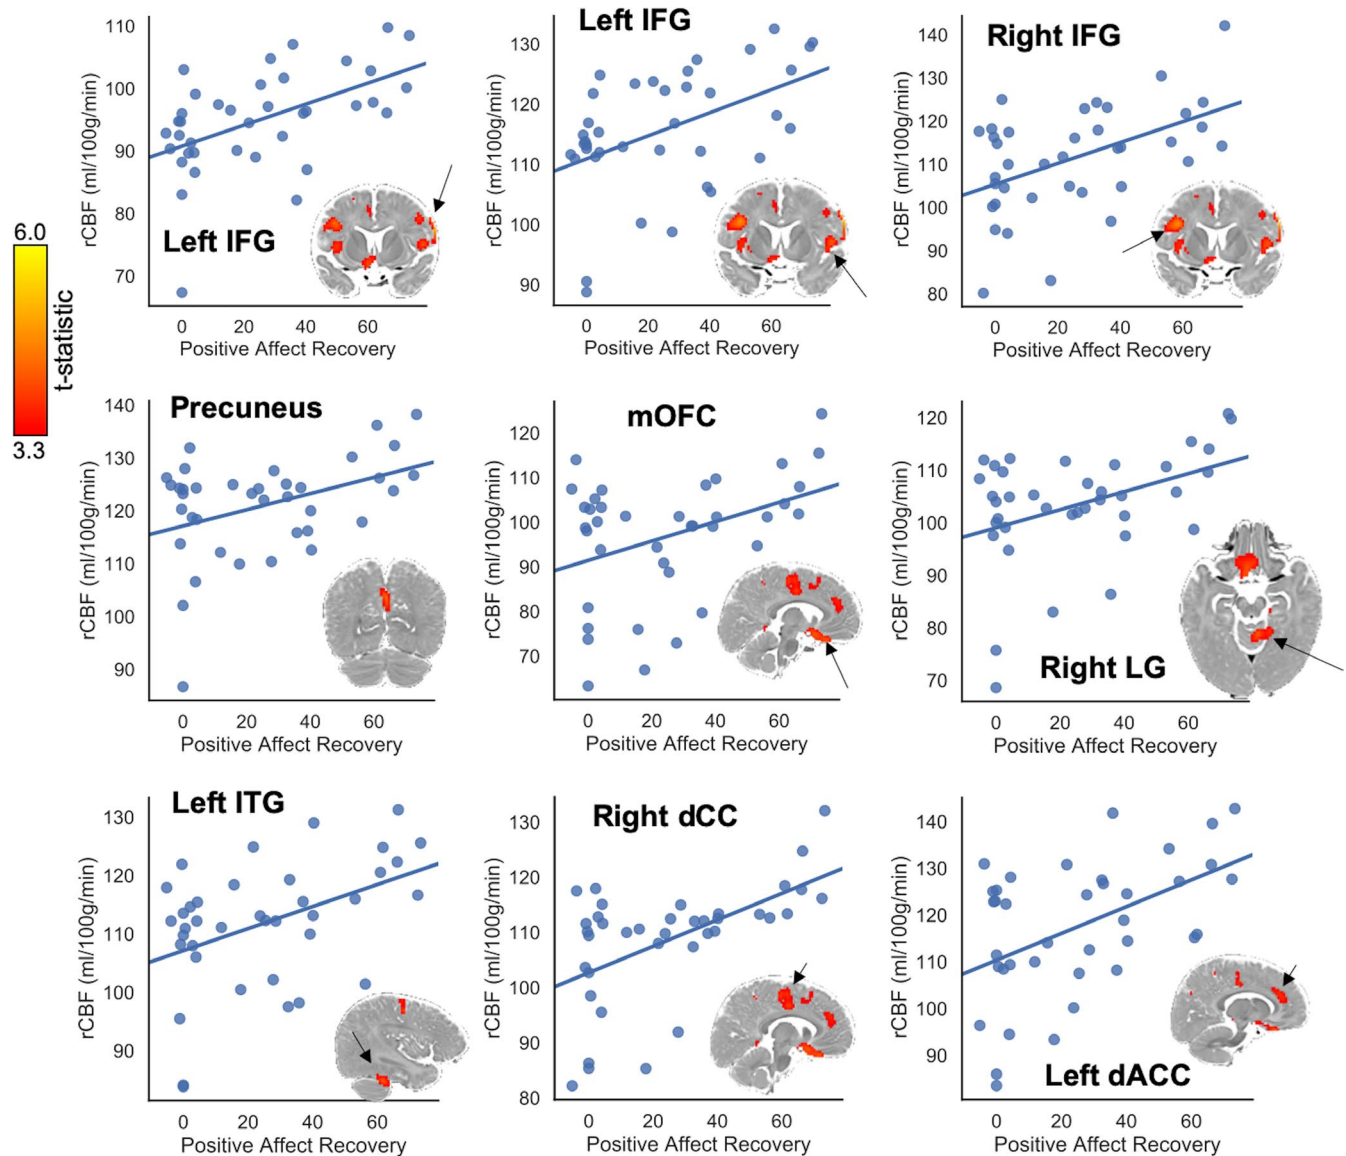 Left IFG
Right IFG
110
100
90
80
70
rCBF (ml/100g/min)
Left IFG
0 20 40 60
Positive Affect Recovery
130
120
110
100
90
rCBF (ml/100g/min)
0 20 40 60
Positive Affect Recovery
140
130
120
110
100
90
80
rCBF (ml/100g/min)
0 20 40 60
Positive Affect Recovery
6.0
t-statistic
3.3
Precuneus
140
130
120
110
100
90
rCBF (ml/100g/min)
0 20 40 60
Positive Affect Recovery
mOFC
120
110
100
90
80
70
rCBF (ml/100g/min)
0 20 40 60
Positive Affect Recovery
120
110
100
90
80
70
rCBF (ml/100g/min)
Right LG
0 20 40 60
Positive Affect Recovery
Left ITG
130
120
110
100
90
rCBF (ml/100g/min)
0 20 40 60
Positive Affect Recovery
Right dCC
130
120
110
100
90
80
rCBF (ml/100g/min)
0 20 40 60
Positive Affect Recovery
140
130
120
110
100
90
rCBF (ml/100g/min)
Left dACC
0 20 40 60
Positive Affect Recovery